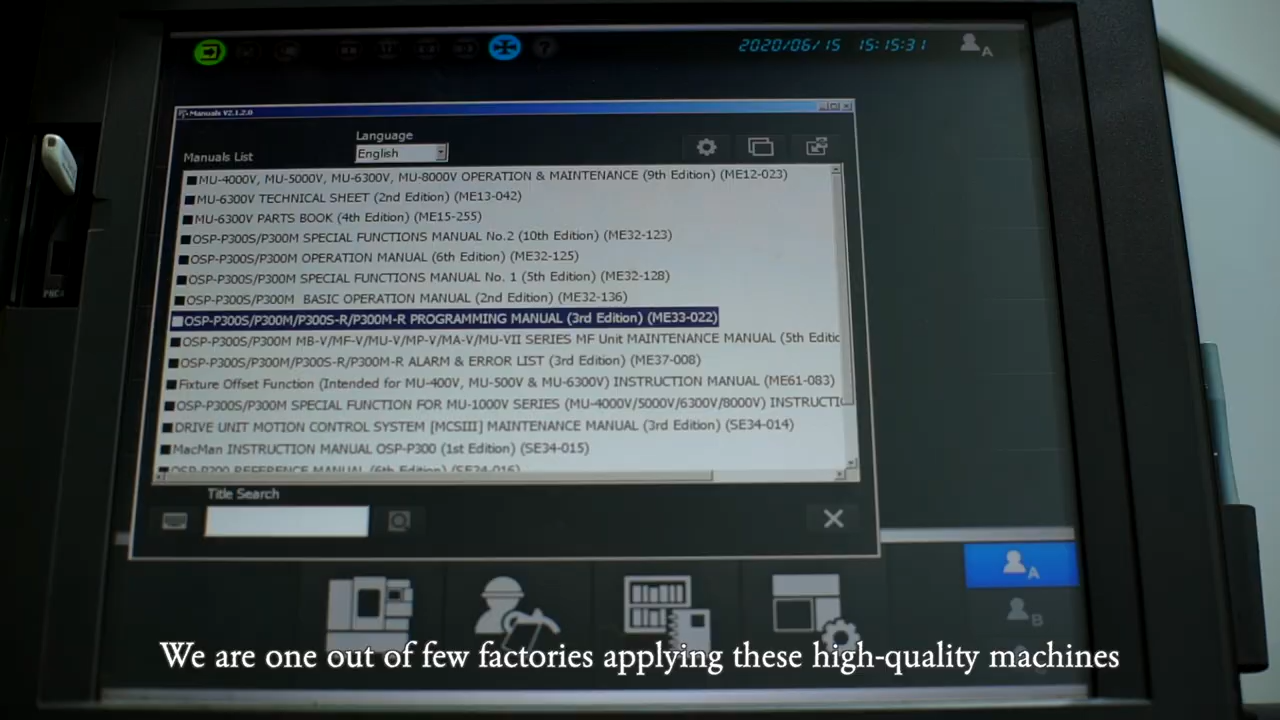 2020/06/15 15:15:31
A
Manuals V2.1.2.0
Language
English
Manuals List
MU-4000V, MU-5000V, MU-6300V, MU-8000V OPERATION & MAINTENANCE (9th Edition) (ME12-023)
MU-6300V TECHNICAL SHEET (2nd Edition) (ME13-042)
MU-6300V PARTS BOOK (4th Edition) (ME15-255)
OSP-P300S/P300M SPECIAL FUNCTIONS MANUAL No.2 (10th Edition) (ME32-123)
OSP-P300S/P300M OPERATION MANUAL (6th Edition) (ME32-125)
OSP-P300S/P300M SPECIAL FUNCTIONS MANUAL No. 1 (5th Edition) (ME32-128)
OSP-P300S/P300M BASIC OPERATION MANUAL (2nd Edition) (ME32-136)
OSP-P300S/P300M/P300S-R/P300M-R PROGRAMMING MANUAL (3rd Edition) (ME33-022)
OSP-P300S/P300M MB-V/MF-V/MU-V/MP-V/MA-V/MU-VII SERIES MF Unit MAINTENANCE MANUAL (5th Editic
OSP-P300S/P300M/P300S-R/P300M-R ALARM & ERROR LIST (3rd Edition) (ME37-008)
Fixture Offset Function (Intended for MU-400V, MU-500V & MU-6300V) INSTRUCTION MANUAL (ME61-083)
OSP-P300S/P300M SPECIAL FUNCTION FOR MU-1000V SERIES (MU-4000V/5000V/6300V/8000V) INSTRUCTI
DRIVE UNIT MOTION CONTROL SYSTEM [MCSIII] MAINTENANCE MANUAL (3rd Edition) (SE34-014)
MacMan INSTRUCTION MANUAL OSP-P300 (1st Edition) (SE34-015)
OSP-P300 REFERENCE MANUAL (6th Edition) (SE34-016)
Title Search
A
B
We are one out of few factories applying these high-quality machines